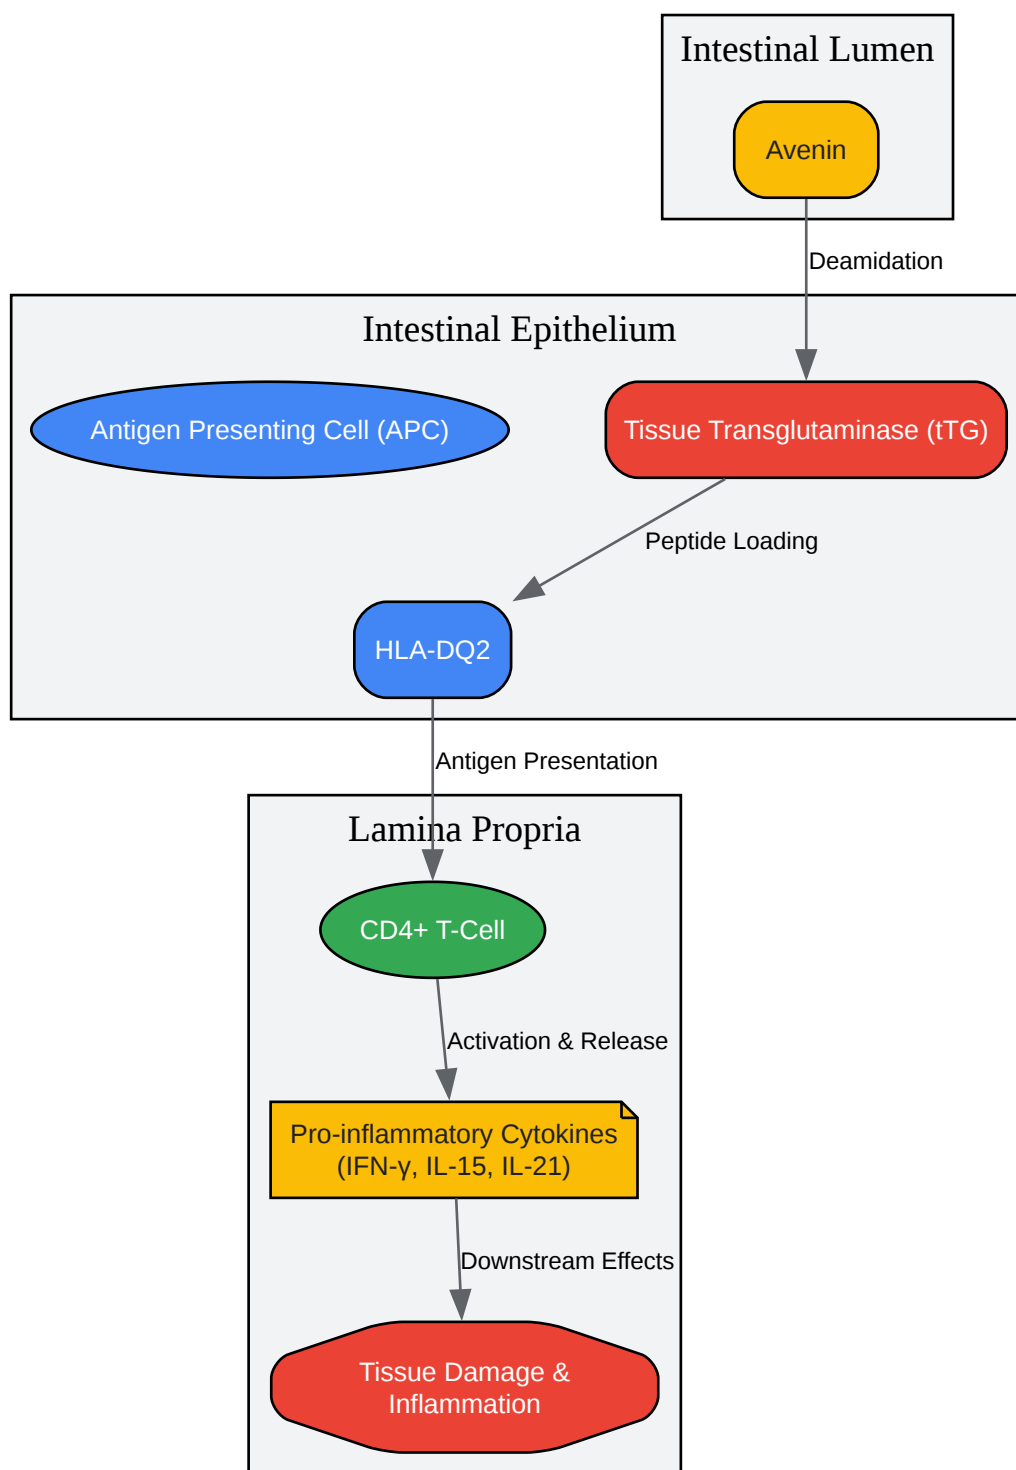 Intestinal Lumen
Avenin
Deamidation
Intestinal Epithelium
Antigen Presenting Cell (APC)
Tissue Transglutaminase (tTG)
Peptide Loading
HLA-DQ2
Antigen Presentation
Lamina Propria
CD4+ T-Cell
Activation & Release
Pro-inflammatory Cytokines
(IFN-γ, IL-15, IL-21)
Downstream Effects
Tissue Damage &
Inflammation